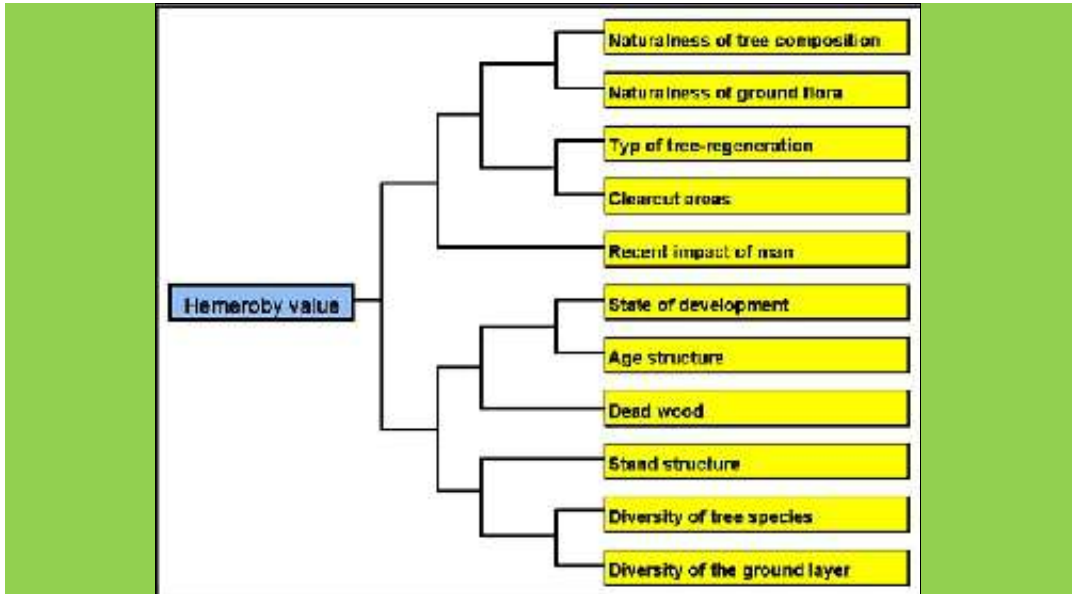 Naturalness of tree composition
Naturalness of ground flora
Typ of tree-regeneration
Clearcut areas
Recent impact of man
Hemeroby value
State of development
Age structure
Dead wood
Stand structure
Diversity of tree species
Diversity of the ground layer